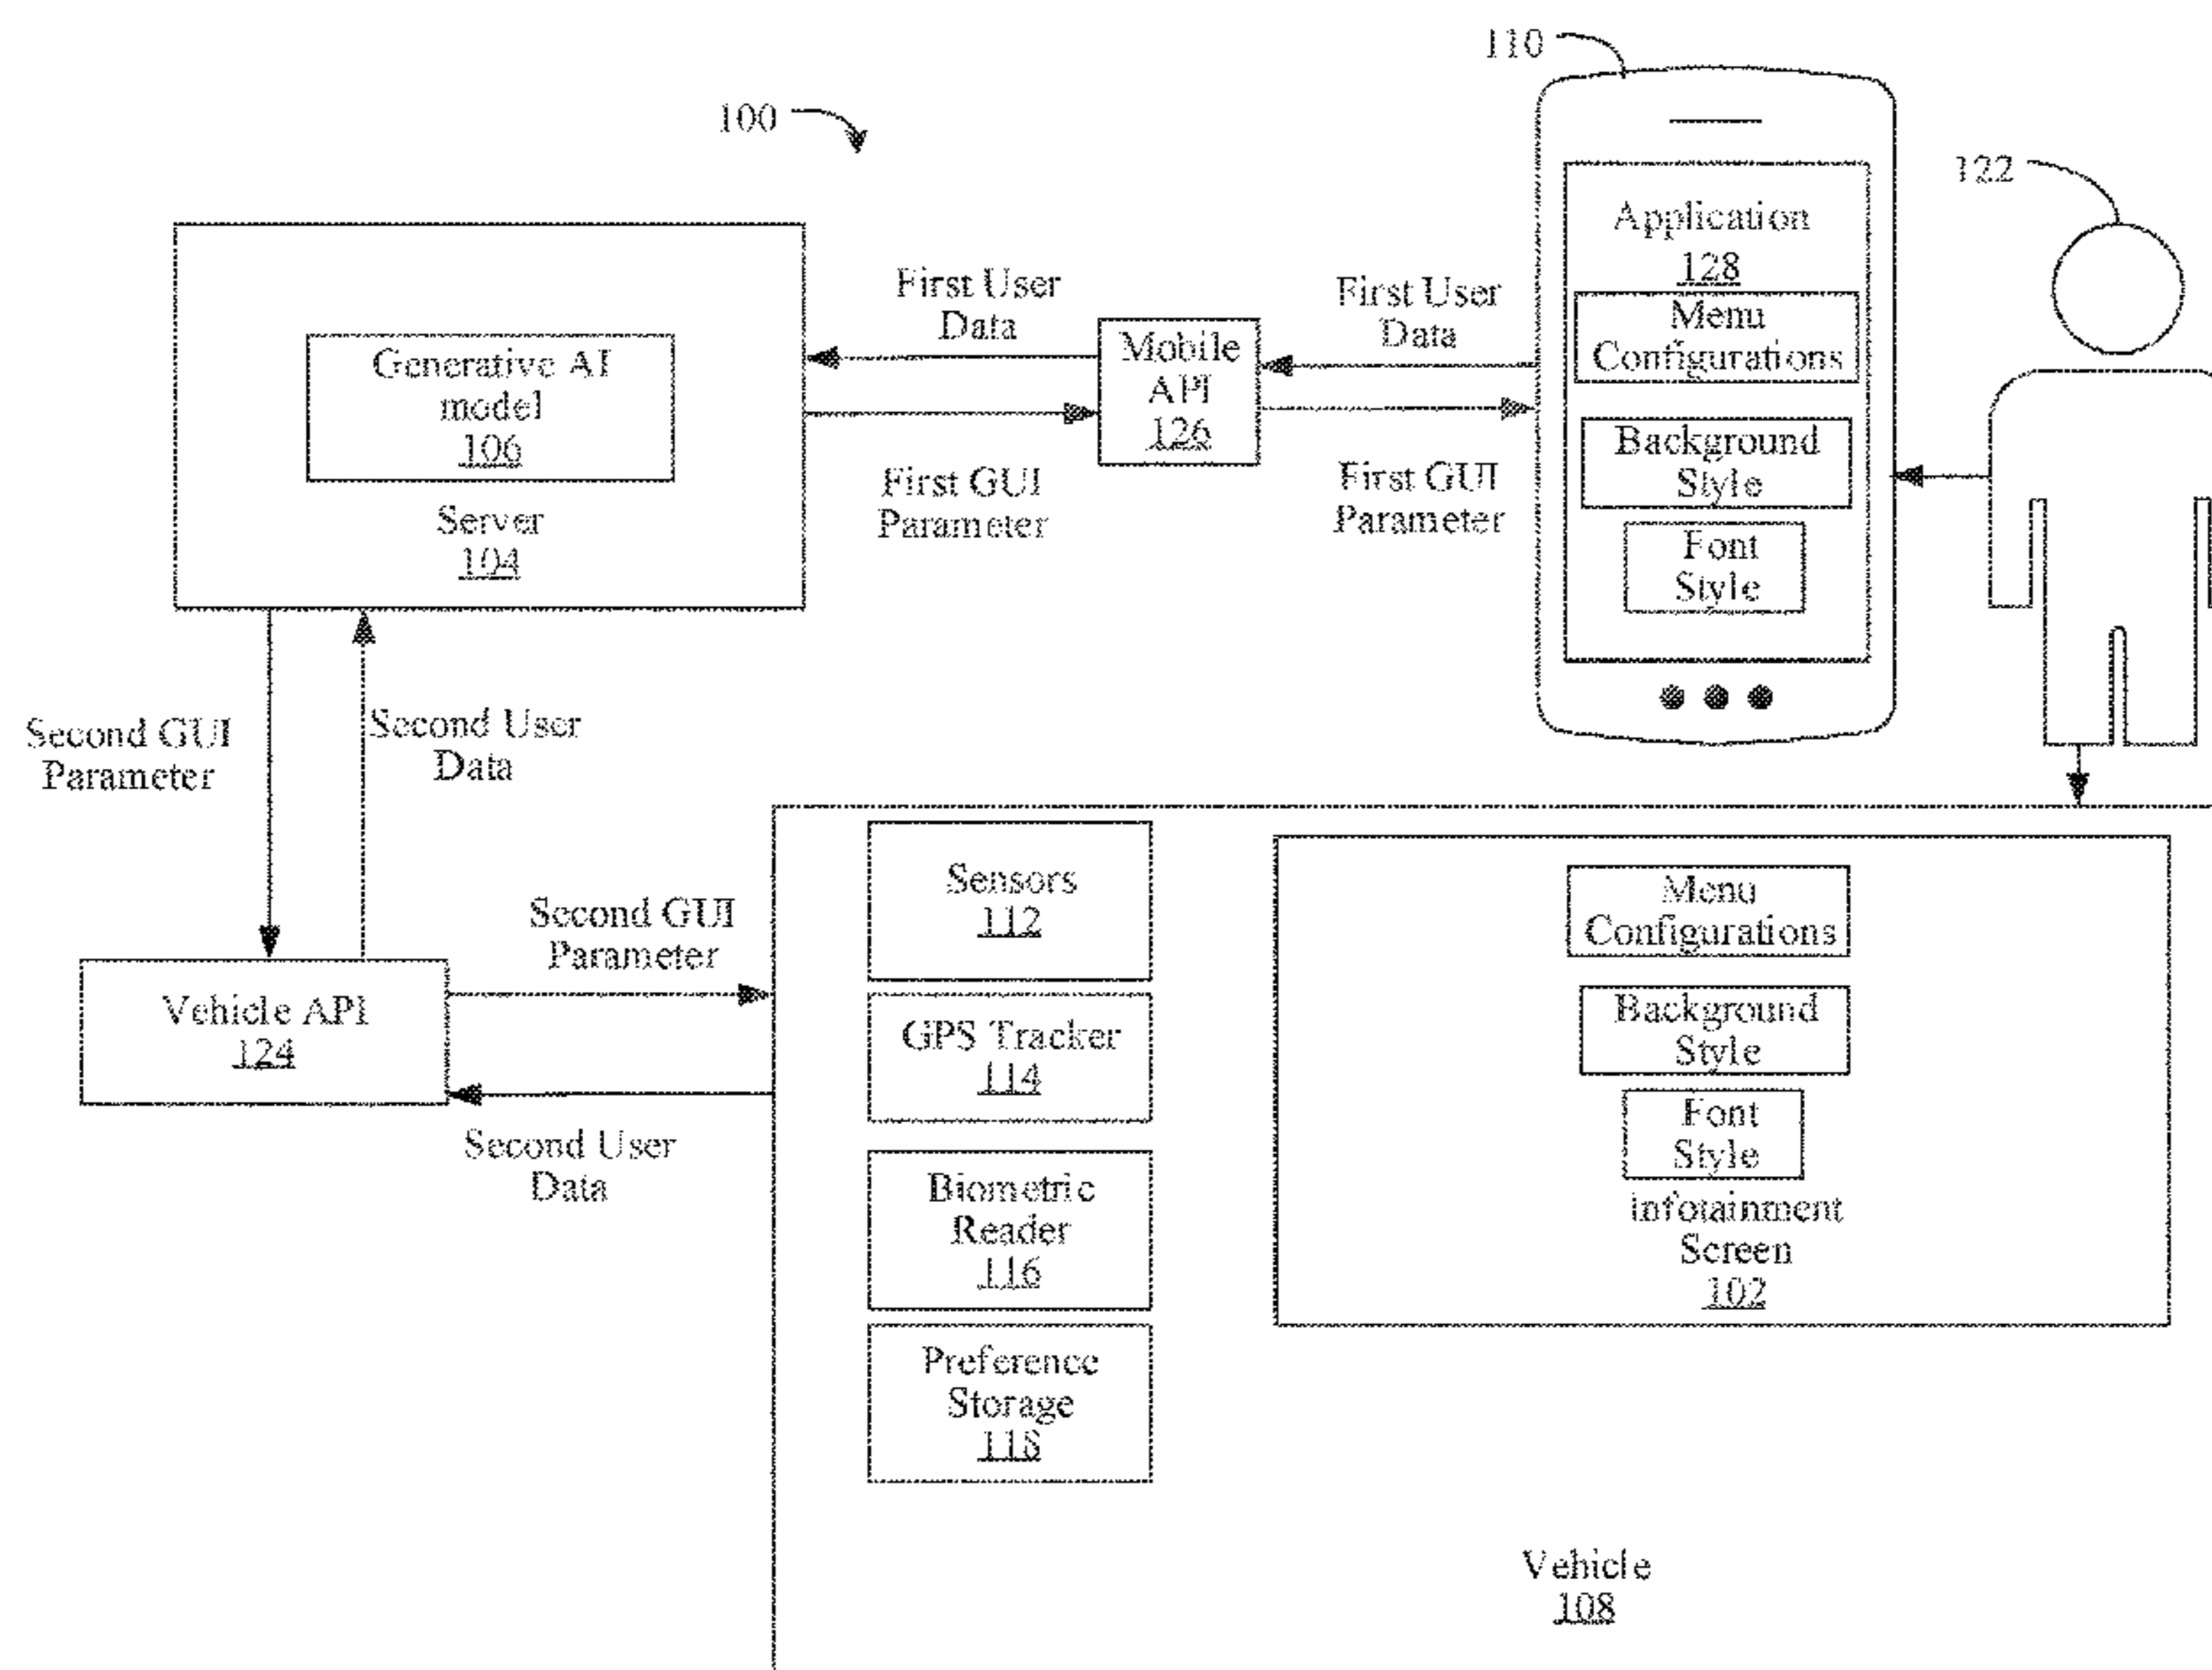 110
100
122
Application
128
Menu
Configurations
Background
Style
Font
Style
First User
Data
First User
Data
Mobile
API
126
First GUI
Parameter
First GUI
Parameter
Generative AI
model
106
Server
104
Second GUI
Parameter
Second User
Data
Vehicle API
124
Second GUI
Parameter
Second User
Data
Sensors
112
GPS Tracker
114
Biometric
Reader
116
Preference
Storage
118
Menu
Configurations
Background
Style
Font
Style
infotainment
Screen
102
Vehicle
108